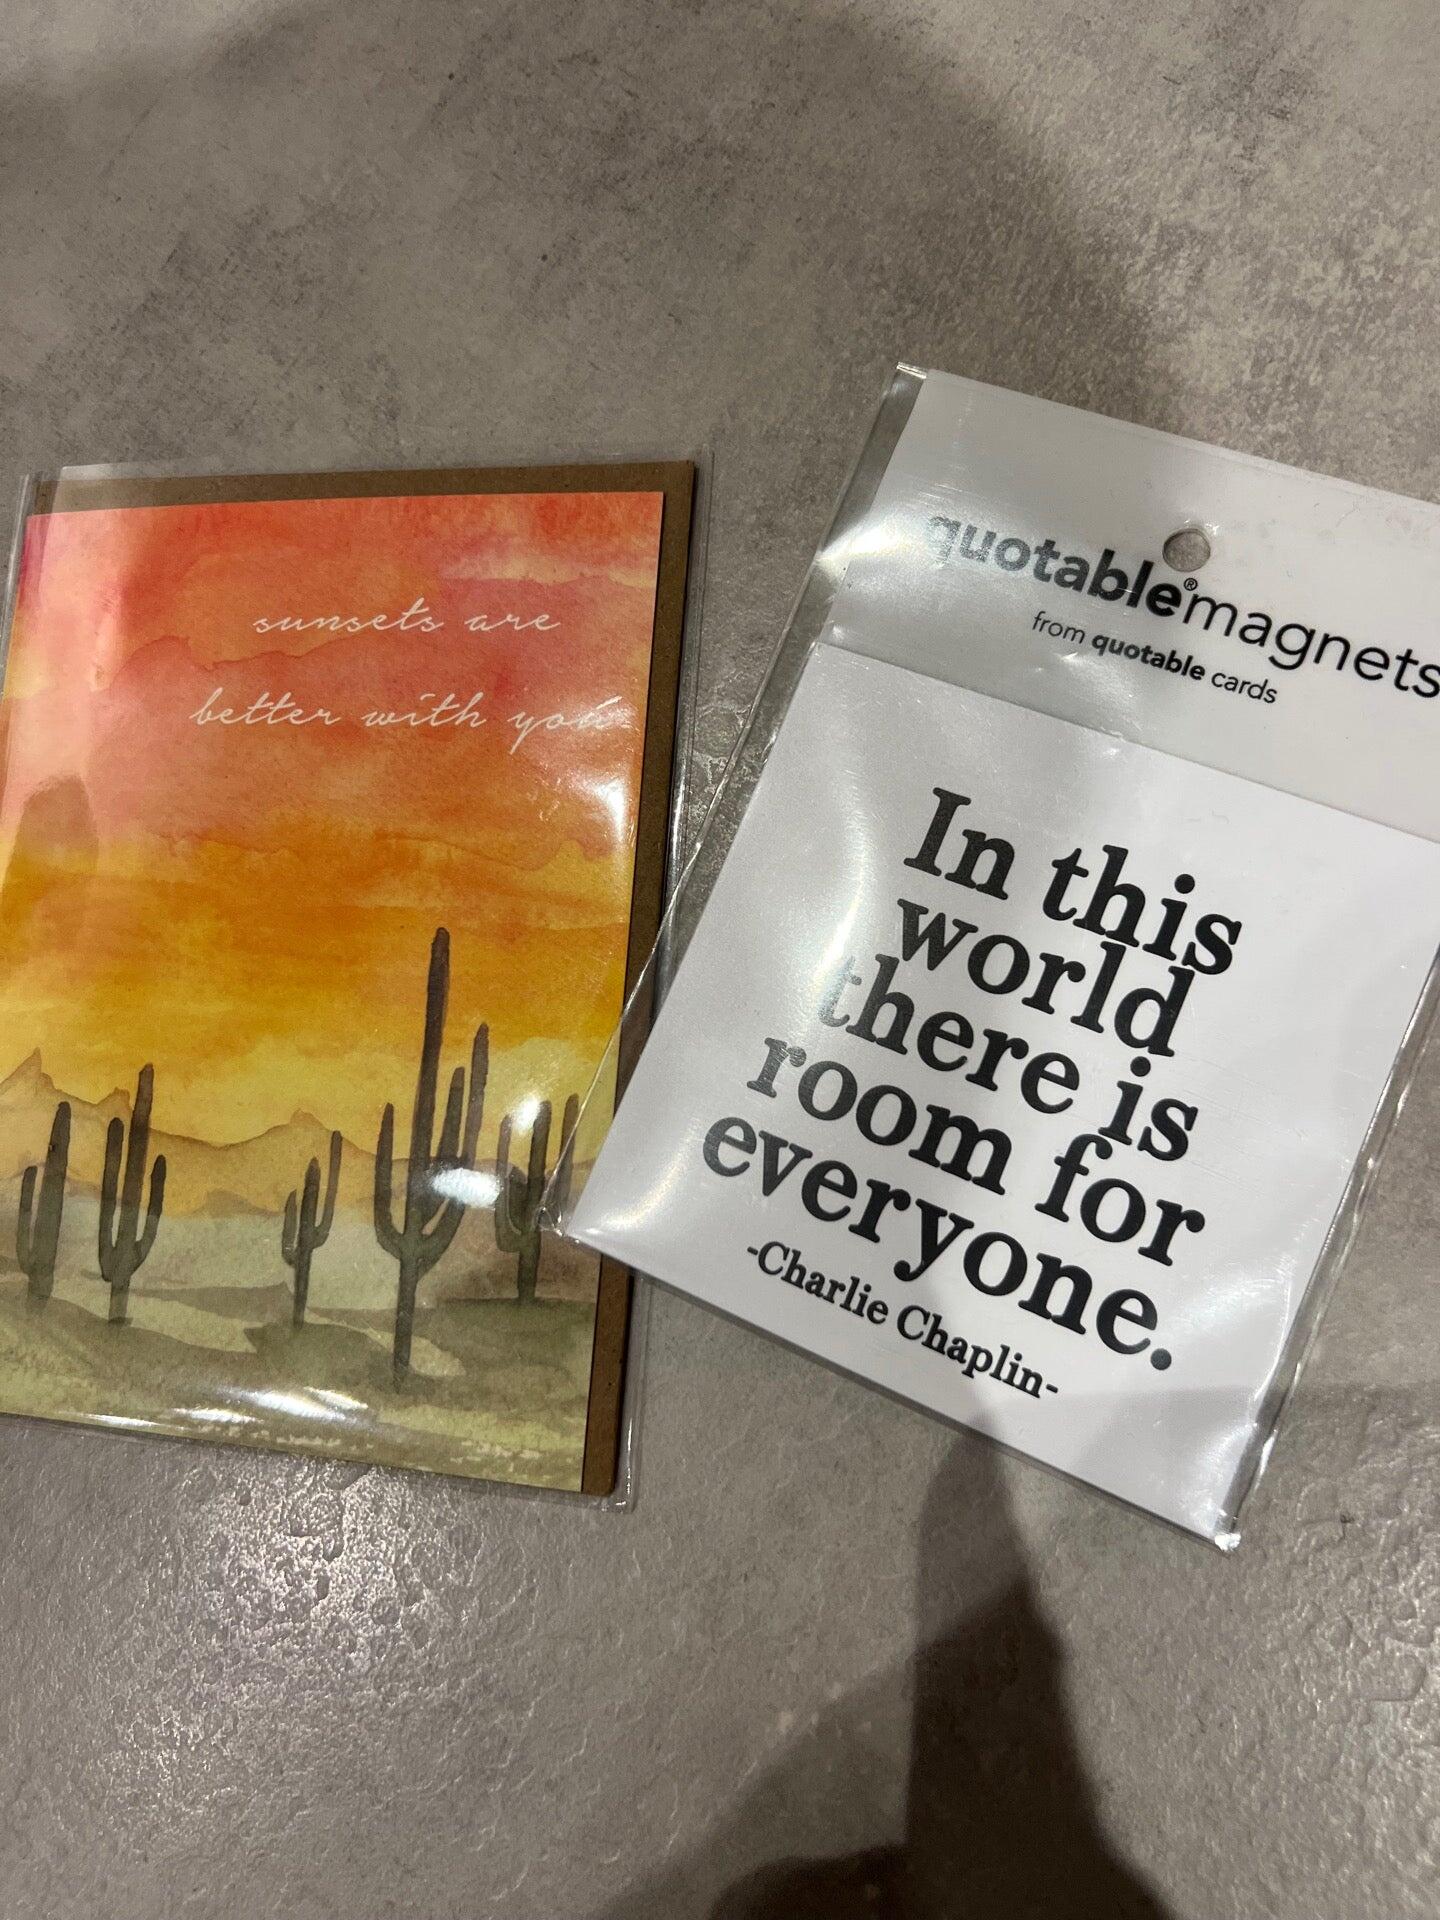 sunsets are
better with you
quotable®magnets
from quotable cards
In this
world
there is
room for
everyone.
-Charlie Chaplin-